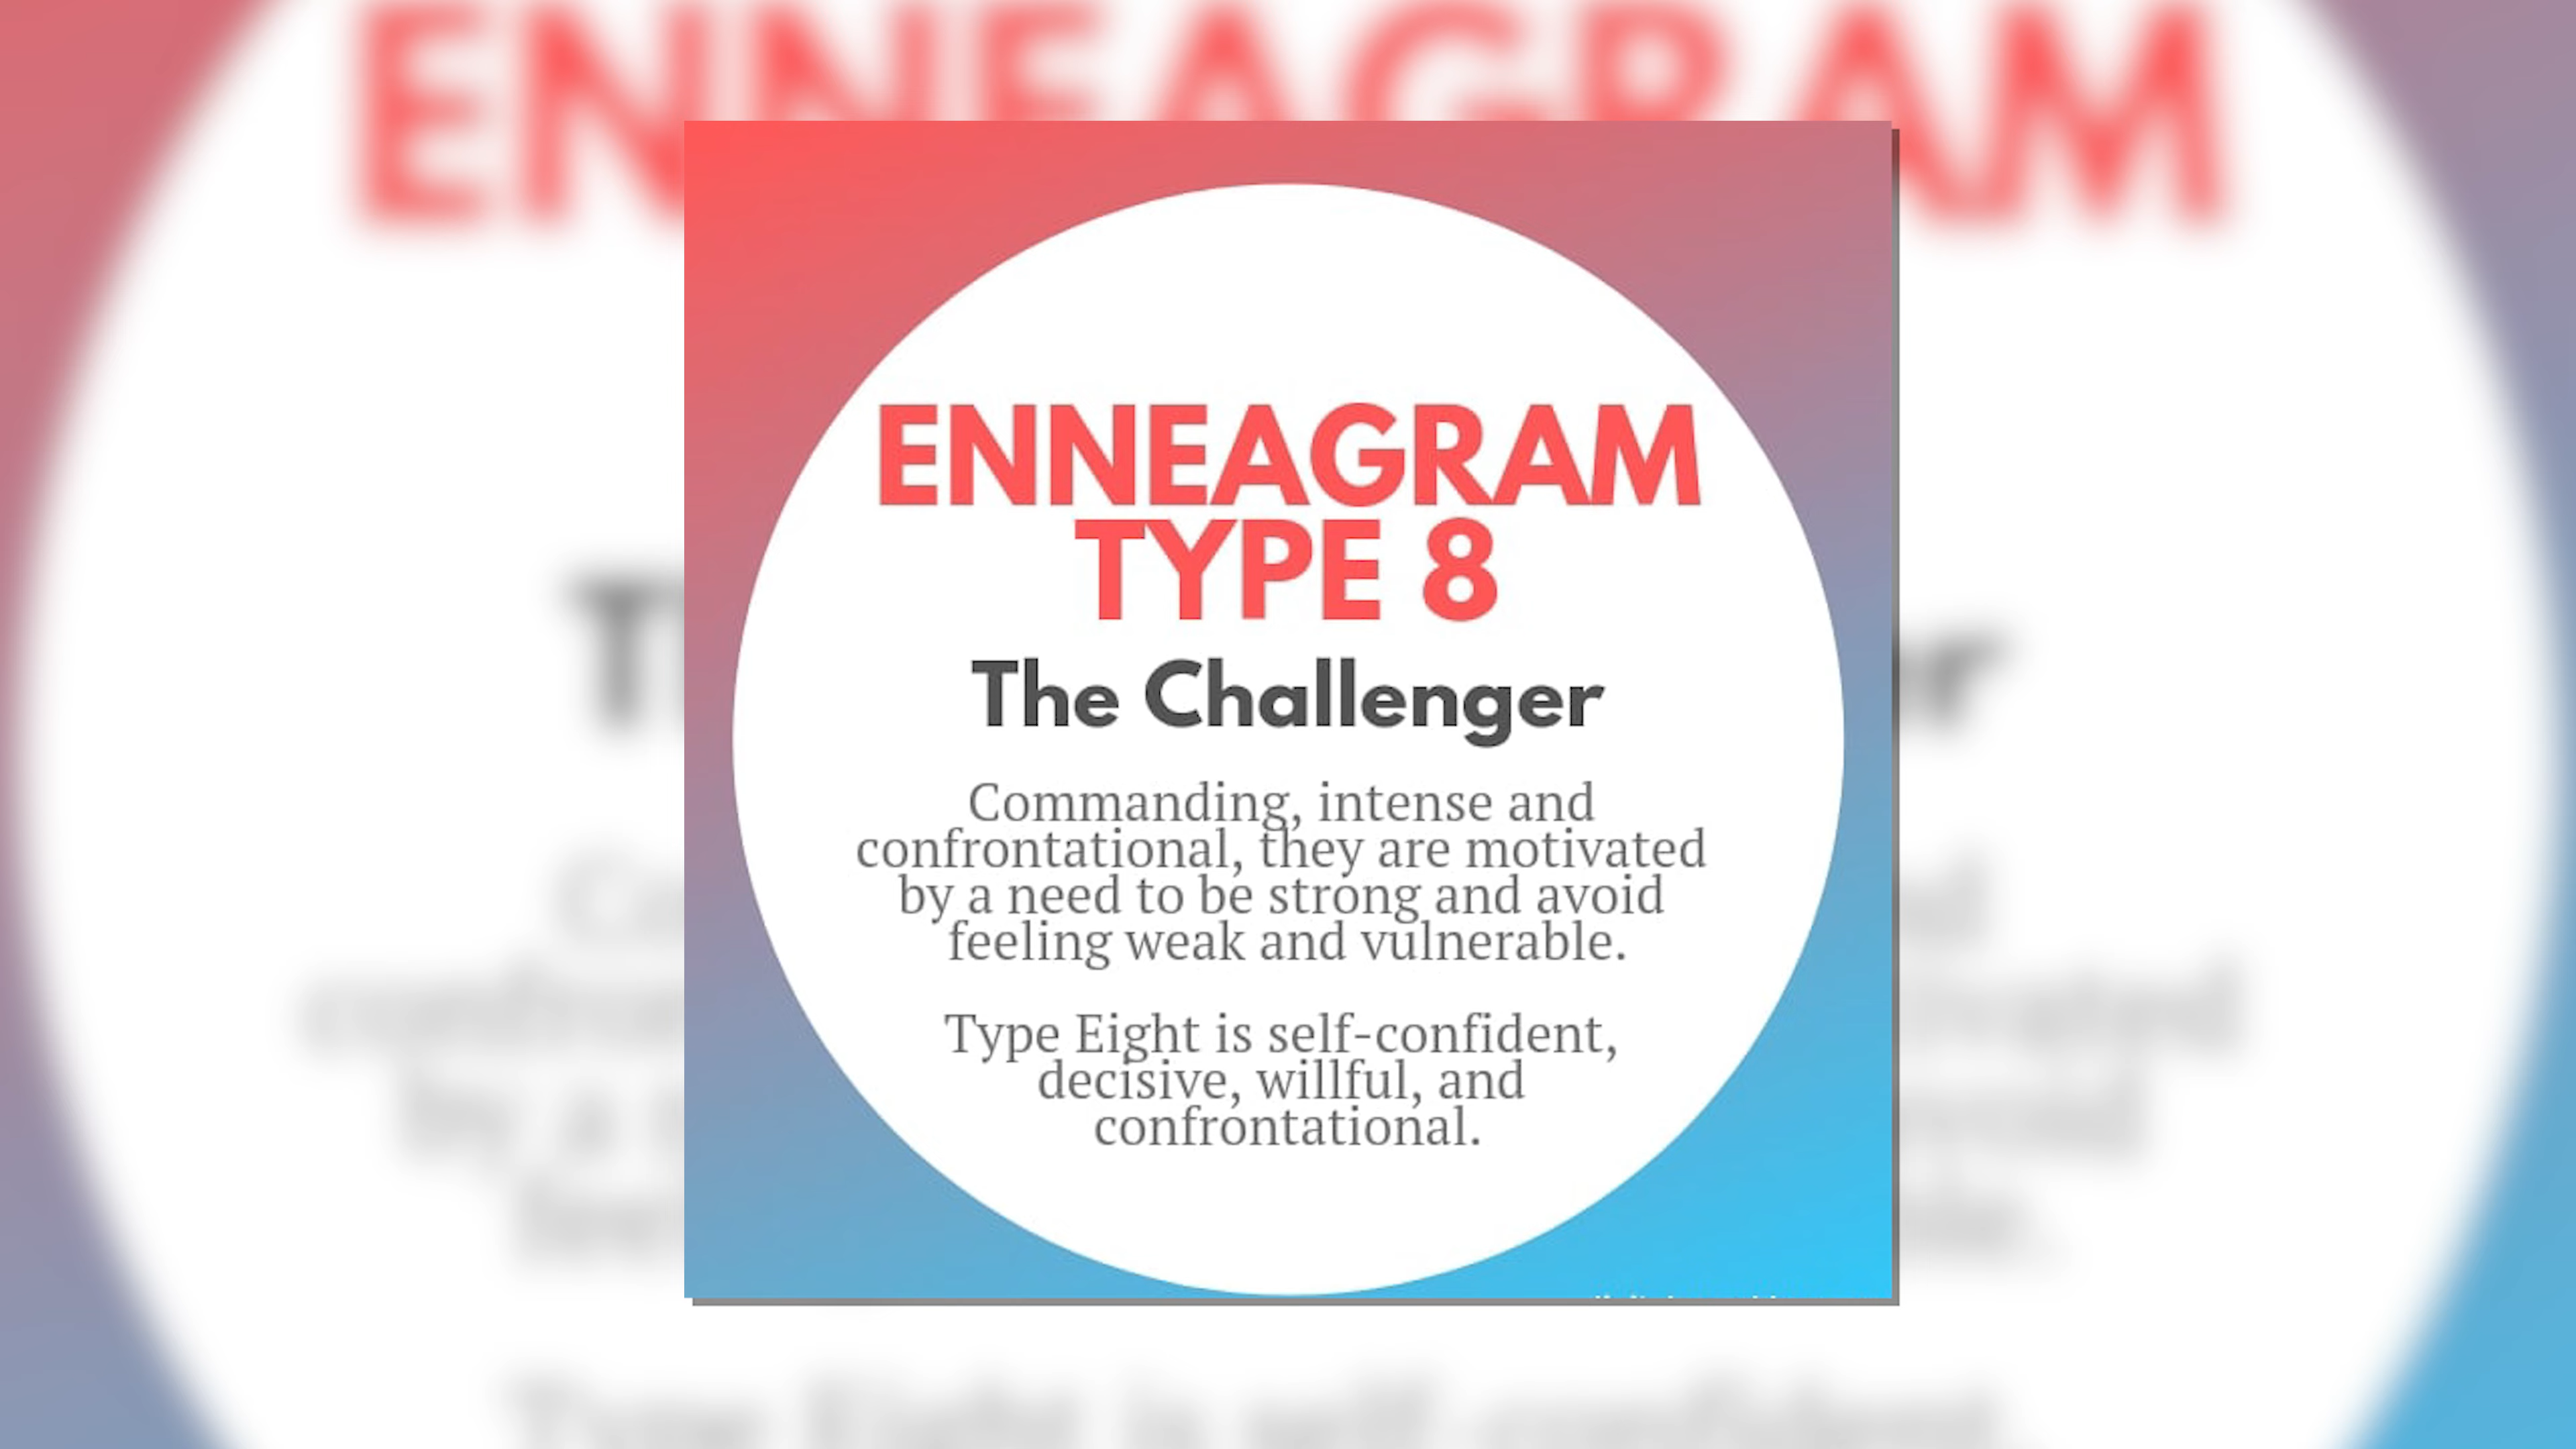 ENNEAGRAM
TYPE 8
The Challenger
Commanding, intense and
confrontational, they are motivated
by a need to be strong and avoid
feeling weak and vulnerable.
Type Eight is self-confident,
decisive, willful, and
confrontational.